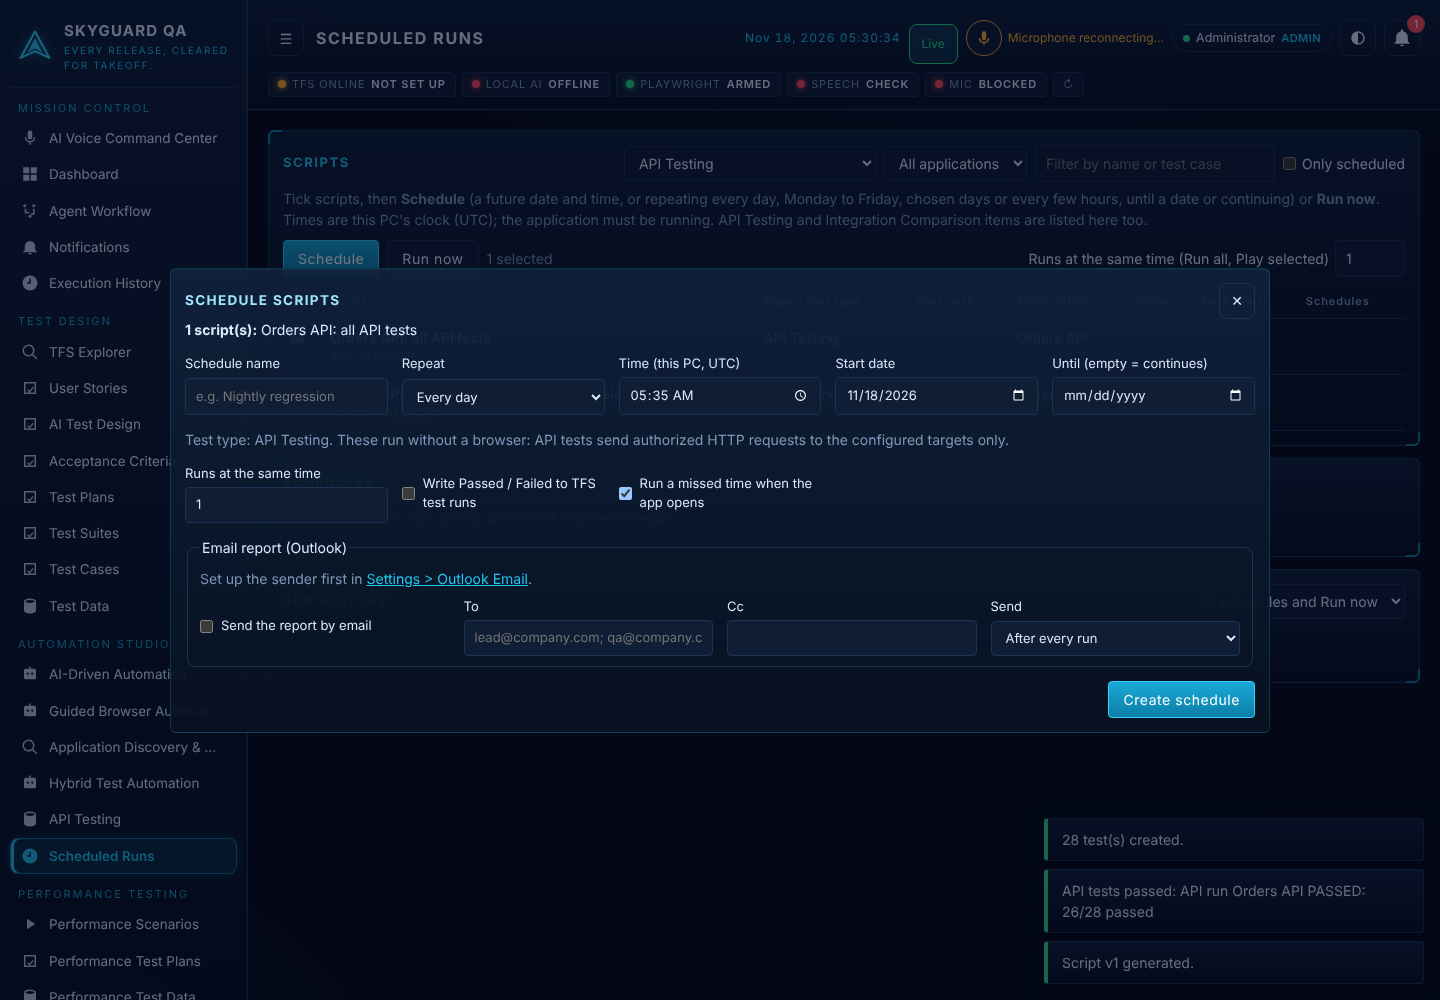 SKYGUARD QA
EVERY RELEASE, CLEARED
FOR TAKEOFF.
SCHEDULED RUNS
Nov 18, 2026 05:30:34
Live
Microphone reconnecting...
Administrator ADMIN
1
TFS ONLINE NOT SET UP
LOCAL AI OFFLINE
PLAYWRIGHT ARMED
SPEECH CHECK
MIC BLOCKED
MISSION CONTROL
AI Voice Command Center
Dashboard
Agent Workflow
Notifications
Execution History
TEST DESIGN
TFS Explorer
User Stories
AI Test Design
Acceptance Criteria
Test Plans
Test Suites
Test Cases
Test Data
AUTOMATION STUDIO
AI-Driven Automati
Guided Browser Automati...
Application Discovery & ...
Hybrid Test Automation
API Testing
Scheduled Runs
PERFORMANCE TESTING
Performance Scenarios
Performance Test Plans
Performance Test Data
SCRIPTS
API Testing
All applications
Filter by name or test case
Only scheduled
Tick scripts, then Schedule (a future date and time, or repeating every day, Monday to Friday, chosen days or every few hours, until a date or continuing) or Run now.
Times are this PC's clock (UTC); the application must be running. API Testing and Integration Comparison items are listed here too.
Schedule
Run now
1 selected
Runs at the same time (Run all, Play selected)
1
Schedules
SCHEDULE SCRIPTS
1 script(s): Orders API: all API tests
Schedule name
Repeat
Time (this PC, UTC)
Start date
Until (empty = continues)
e.g. Nightly regression
Every day
05:35 AM
11/18/2026
mm/dd/yyyy
Test type: API Testing. These run without a browser: API tests send authorized HTTP requests to the configured targets only.
Runs at the same time
1
Write Passed / Failed to TFS
test runs
Run a missed time when the
app opens
Email report (Outlook)
Set up the sender first in Settings > Outlook Email.
Send the report by email
To
lead@company.com; qa@company.c
Cc
Send
After every run
Create schedule
RUN HISTORY
All schedules and Run now
28 test(s) created.
API tests passed: API run Orders API PASSED:
26/28 passed
Script v1 generated.